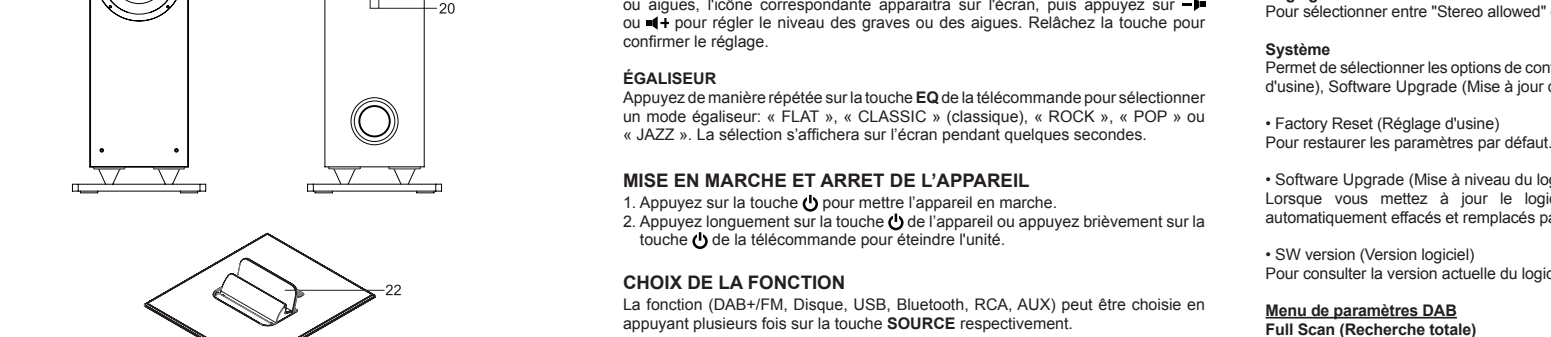 20
22
ou aigües, l'icône correspondante apparaîtra sur l'écran, puis appuyez sur
ou + pour régler le niveau des graves ou des aigues. Relâchez la touche pour
confirmer le réglage.
ÉGALISEUR
Appuyez de manière répétée sur la touche EQ de la télécommande pour sélectionner
un mode égaliseur: « FLAT », « CLASSIC » (classique), « ROCK », « POP » ou
« JAZZ ». La sélection s’affichera sur l’écran pendant quelques secondes.
MISE EN MARCHE ET ARRET DE L’APPAREIL
1. Appuyez sur la touche pour mettre l’appareil en marche.
2. Appuyez longuement sur la touche de l’appareil ou appuyez brièvement sur la
touche de la télécommande pour éteindre l'unité.
CHOIX DE LA FONCTION
La fonction (DAB+/FM, Disque, USB, Bluetooth, RCA, AUX) peut être choisie en
appuyant plusieurs fois sur la touche SOURCE respectivement.
Pour sélectionner entre "Stereo allowed"
Système
Permet de sélectionner les options de con
d'usine), Software Upgrade (Mise à jour
• Factory Reset (Réglage d'usine)
Pour restaurer les paramètres par défaut.
• Software Upgrade (Mise à niveau du lo
Lorsque vous mettez à jour le logi
automatiquement effacés et remplacés pa
• SW version (Version logiciel)
Pour consulter la version actuelle du logi
Menu de paramètres DAB
Full Scan (Recherche totale)